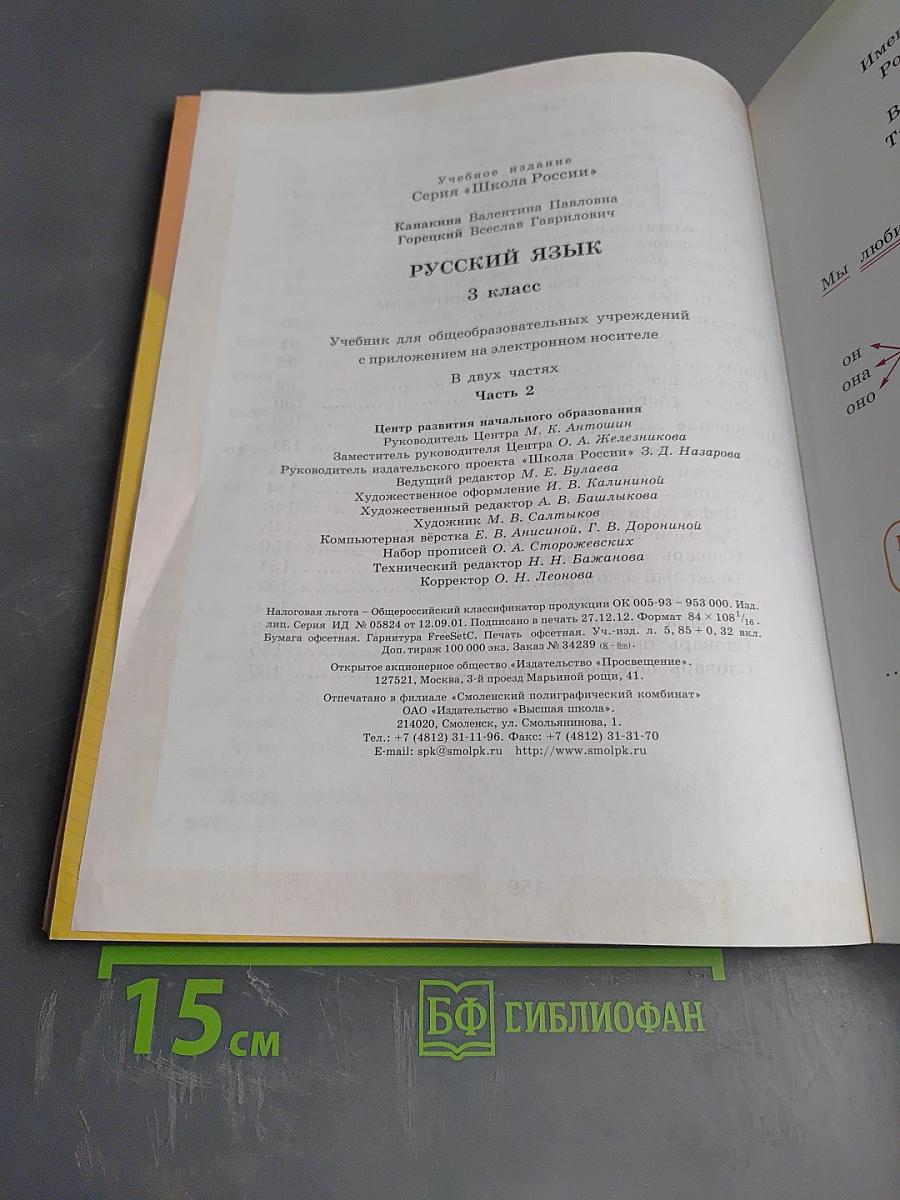 Учебное издание
Серия «Школа России»
Канакина Валентина Павловна
Горецкий Всеслав Гаврилович
РУССКИЙ ЯЗЫК
3 класс
Учебник для общеобразовательных учреждений
с приложением на электронном носителе
В двух частях
Часть 2
Центр развития начального образования
Руководитель Центра М. К. Антошин
Заместитель руководителя Центра О. А. Железникова
Руководитель издательского проекта «Школа России» З. Д. Назарова
Ведущий редактор М. Е. Булаева
Художественное оформление И. В. Калининой
Художественный редактор А. В. Башлыкова
Художник М. В. Салтыков
Компьютерная вёрстка Е. В. Анисиной, Г. В. Дорониной
Набор прописей О. А. Сторожевских
Технический редактор Н. Н. Бажанова
Корректор О. Н. Леонова
Налоговая льгота – Общероссийский классификатор продукции ОК 005-93 – 953 000. Изд.
лиц. Серия ИД № 05824 от 12.09.01. Подписано в печать 27.12.12. Формат 84 × 108 1/16.
Бумага офсетная. Гарнитура FreeSetC. Печать офсетная. Уч.-изд. л. 5, 85 + 0, 32 вкл.
Доп. тираж 100 000 экз. Заказ № 34239 (К – Sm).
Открытое акционерное общество «Издательство «Просвещение».
127521, Москва, 3-й проезд Марьиной рощи, 41.
Отпечатано в филиале «Смоленский полиграфический комбинат»
ОАО «Издательство «Высшая школа».
214020, Смоленск, ул. Смольянинова, 1.
Тел.: +7 (4812) 31-11-96. Факс: +7 (4812) 31-31-70
E-mail: spk@smolpk.ru http://www.smolpk.ru
Мы
он
она
оно
15 см
БФ БИБЛИОФАН